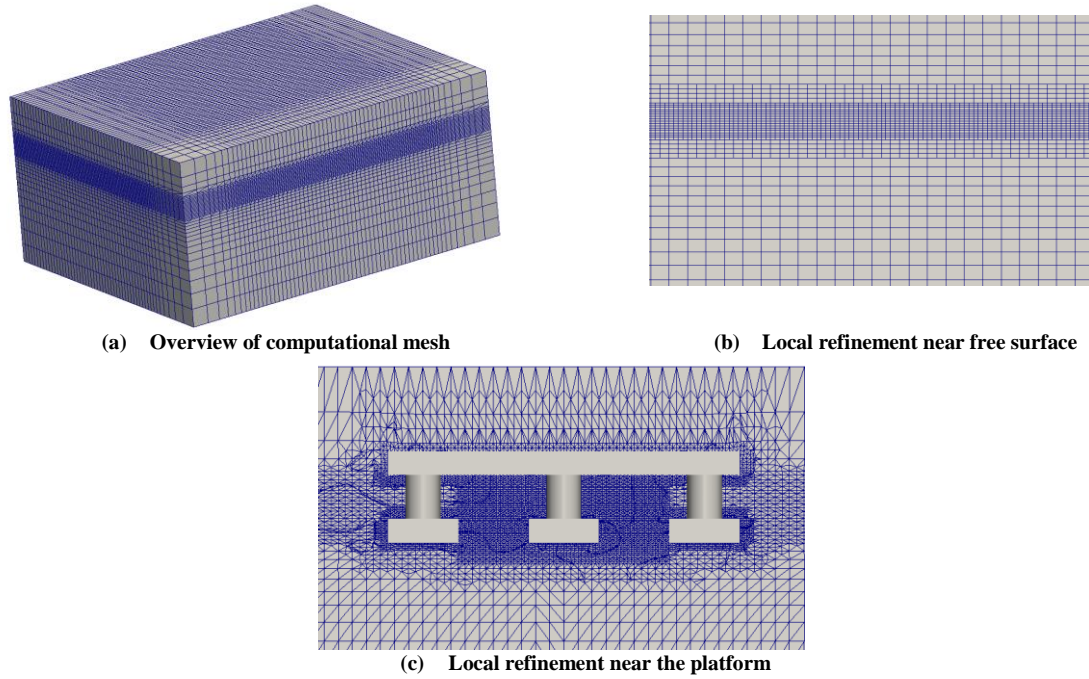 (a) Overview of computational mesh
(b) Local refinement near free surface
(c) Local refinement near the platform